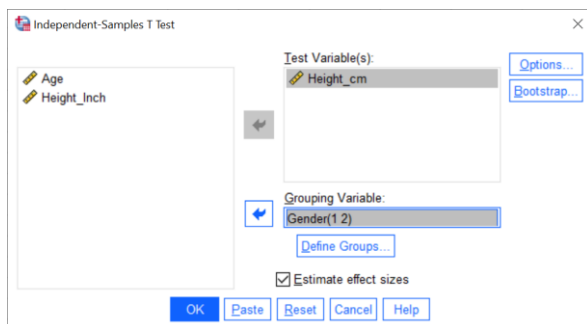 Independent-Samples T Test
Age
Height_Inch
Test Variable(s):
Height_cm
Options...
Bootstrap...
Grouping Variable:
Gender(1 2)
Define Groups...
Estimate effect sizes
OK Paste Reset Cancel Help